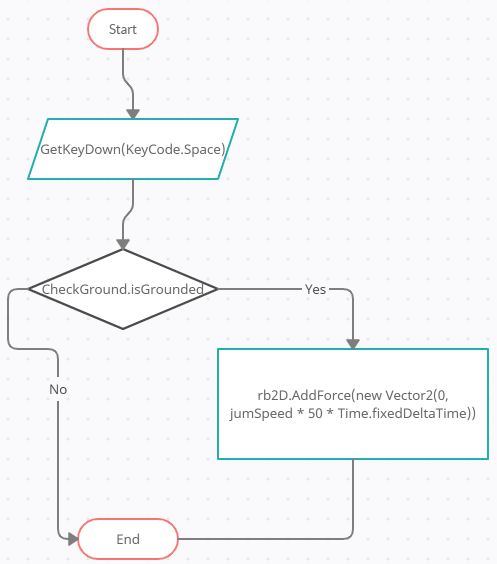 Start
GetKeyDown(KeyCode.Space)
CheckGround.isGrounded
Yes
No
rb2D.AddForce(new Vector2(0,
jumSpeed * 50 * Time.fixedDeltaTime))
End